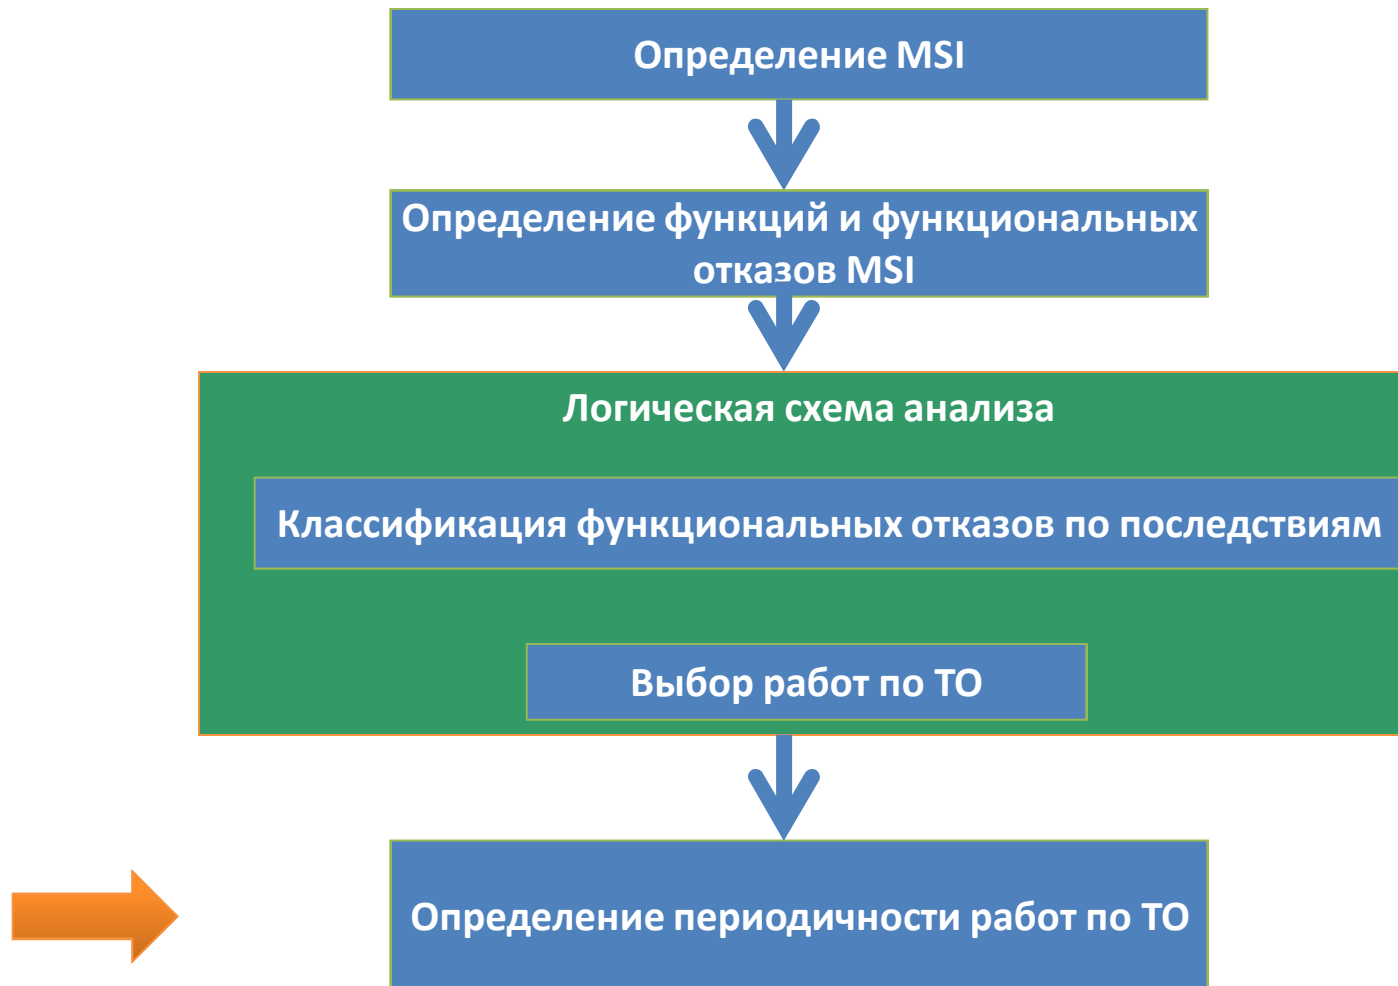 Определение MSI
Определение функций и функциональных
отказов MSI
Логическая схема анализа
Классификация функциональных отказов по последствиям
Выбор работ по ТО
Определение периодичности работ по ТО